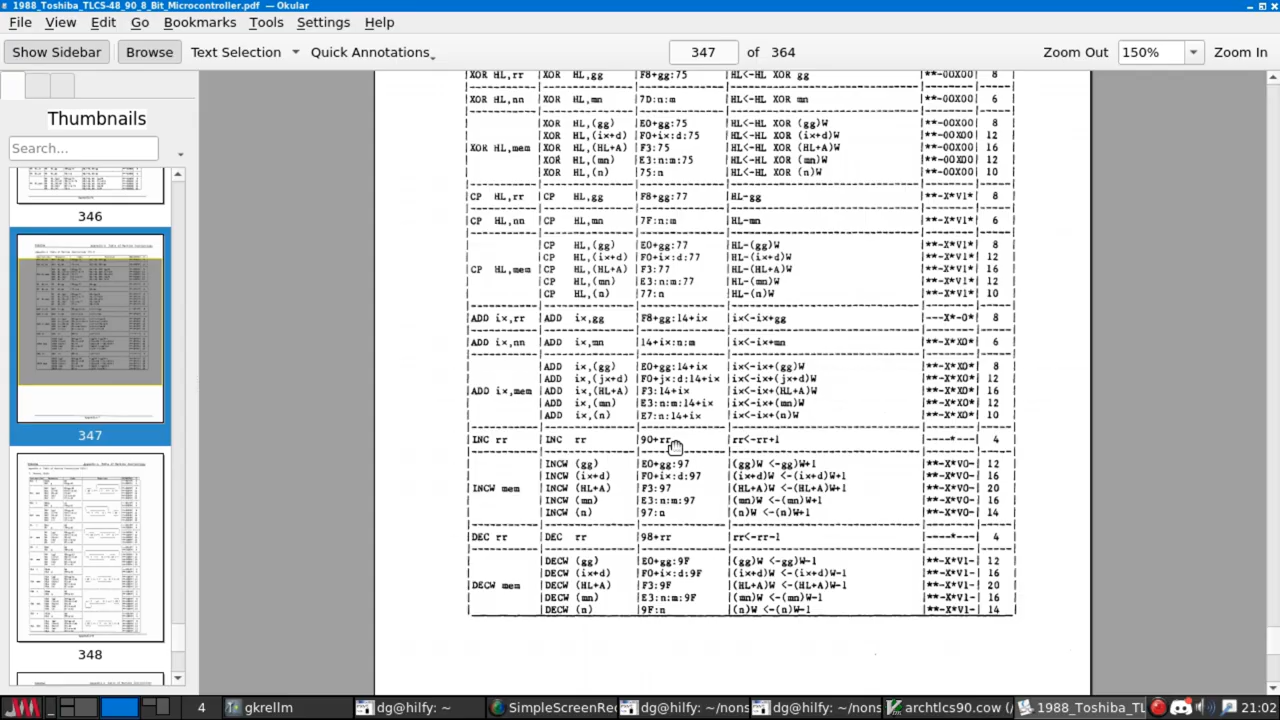 1988_Toshiba_TLCS-48_90_8_Bit_Microcontroller.pdf — Okular
File View Edit Go Bookmarks Tools Settings Help
Show Sidebar Browse Text Selection Quick Annotations 347 of 364 Zoom Out 150% Zoom In
Thumbnails
Search...
346
347
348
|XOR HL,rr |XOR HL,gg |F8+gg:75 |HL<-HL XOR gg |**-00X00| 8
|XOR HL,nn |XOR HL,mn |7D:n:m |HL<-HL XOR mn |**-00X00| 6
|XOR HL,(gg) |E0+gg:75 |HL<-HL XOR (gg)W |**-00X00| 8
|XOR HL,(ix+d) |F0+ix:d:75 |HL<-HL XOR (ix+d)W |**-00X00| 12
|XOR HL,mem |XOR HL,(HL+A) |F3:75 |HL<-HL XOR (HL+A)W |**-00X00| 16
|XOR HL,(mn) |E3:n:m:75 |HL<-HL XOR (mn)W |**-00X00| 12
|XOR HL,(n) |75:n |HL<-HL XOR (n)W |**-00X00| 10
|CP HL,rr |CP HL,gg |F8+gg:77 |HL-gg |**-X*V1*| 8
|CP HL,nn |CP HL,mn |7F:n:m |HL-mn |**-X*V1*| 6
|CP HL,(gg) |E0+gg:77 |HL-(gg)W |**-X*V1*| 8
|CP HL,(ix+d) |F0+ix:d:77 |HL-(ix+d)W |**-X*V1*| 12
|CP HL,mem |CP HL,(HL+A) |F3:77 |HL-(HL+A)W |**-X*V1*| 16
|CP HL,(mn) |E3:n:m:77 |HL-(mn)W |**-X*V1*| 12
|CP HL,(n) |77:n |HL-(n)W |**-X*V1*| 10
|ADD ix,rr |ADD ix,gg |F8+gg:14+ix |ix<-ix+gg |---X*-0*| 8
|ADD ix,nn |ADD ix,mn |14+ix:n:m |ix<-ix+mn |**-X*X0*| 6
|ADD ix,(gg) |E0+gg:14+ix |ix<-ix+(gg)W |**-X*X0*| 8
|ADD ix,(jx+d) |F0+jx:d:14+ix |ix<-ix+(jx+d)W |**-X*X0*| 12
|ADD ix,mem |ADD ix,(HL+A) |F3:14+ix |ix<-ix+(HL+A)W |**-X*X0*| 16
|ADD ix,(mn) |E3:n:m:14+ix |ix<-ix+(mn)W |**-X*X0*| 12
|ADD ix,(n) |E7:n:14+ix |ix<-ix+(n)W |**-X*X0*| 10
|INC rr |INC rr |90+rr |rr<-rr+1 |----*---| 4
|INCW (gg) |E0+gg:97 |(gg)W <-gg)W+1 |**-X*V0-| 12
|INCW (ix+d) |F0+ix:d:97 |(ix+d)W <-(ix+d)W+1 |**-X*V0-| 16
|INCW mem |INCW (HL+A) |F3:97 |(HL+A)W <-(HL+A)W+1 |**-X*V0-| 20
|INCW (mn) |E3:n:m:97 |(mn)W <-(mn)W+1 |**-X*V0-| 16
|INCW (n) |97:n |(n)W <-(n)W+1 |**-X*V0-| 14
|DEC rr |DEC rr |98+rr |rr<-rr-1 |----*---| 4
|DECW (gg) |E0+gg:9F |(gg)W <-(gg)W-1 |**-X*V1-| 12
|DECW (ix+d) |F0+ix:d:9F |(ix+d)W <-(ix+d)W-1 |**-X*V1-| 16
|DECW mem |DECW (HL+A) |F3:9F |(HL+A)W <-(HL+A)W-1 |**-X*V1-| 20
|DECW (mn) |E3:n:m:9F |(mn)W <-(mn)W-1 |**-X*V1-| 16
|DECW (n) |9F:n |(n)W <-(n)W-1 |**-X*V1-| 14
4 gkrellm dg@hilfy: ~ SimpleScreenRec dg@hilfy: ~/nons dg@hilfy: ~/nons archtlcs90.cow (/ 1988_Toshiba_TL 21:02